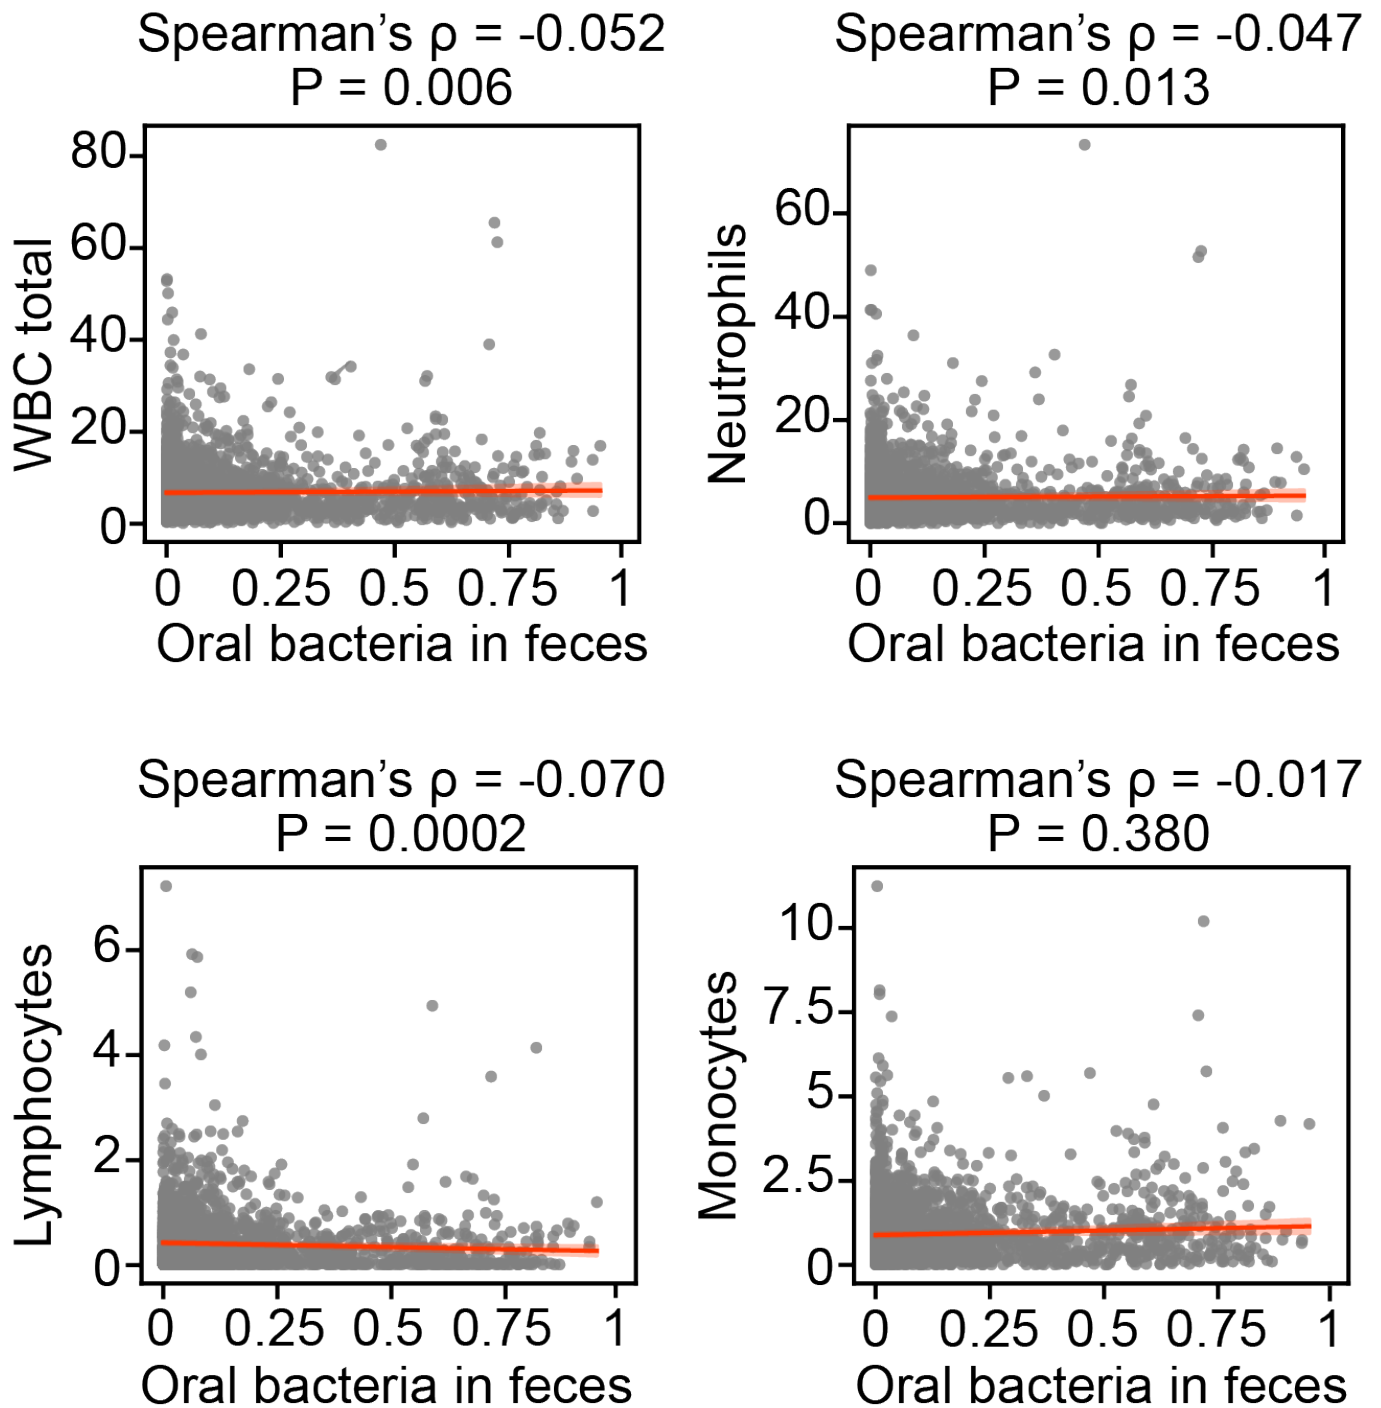 Spearman’s ρ = -0.052
P = 0.006
WBC total
80
60
40
20
0
0 0.25 0.5 0.75 1
Oral bacteria in feces
Spearman’s ρ = -0.047
P = 0.013
Neutrophils
60
40
20
0
0 0.25 0.5 0.75 1
Oral bacteria in feces
Spearman’s ρ = -0.070
P = 0.0002
Lymphocytes
6
4
2
0
0 0.25 0.5 0.75 1
Oral bacteria in feces
Spearman’s ρ = -0.017
P = 0.380
Monocytes
10
7.5
5
2.5
0
0 0.25 0.5 0.75 1
Oral bacteria in feces